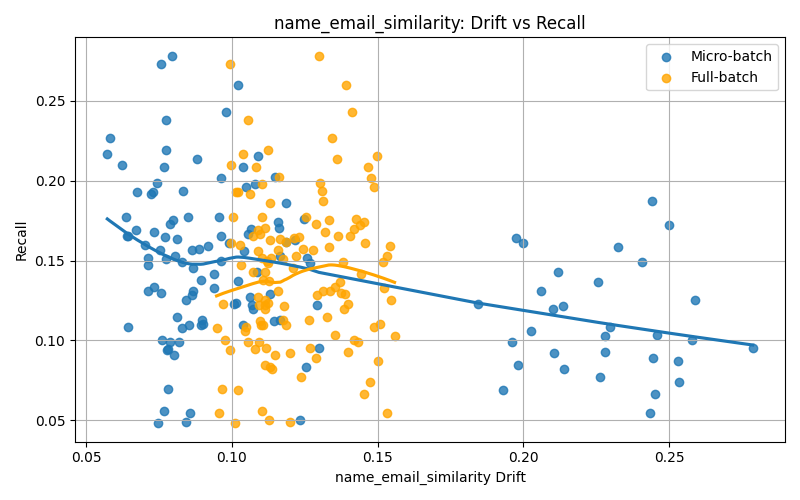 name_email_similarity: Drift vs Recall
Micro-batch
Full-batch
Recall
0.25
0.20
0.15
0.10
0.05
0.05
0.10
0.15
0.20
0.25
name_email_similarity Drift